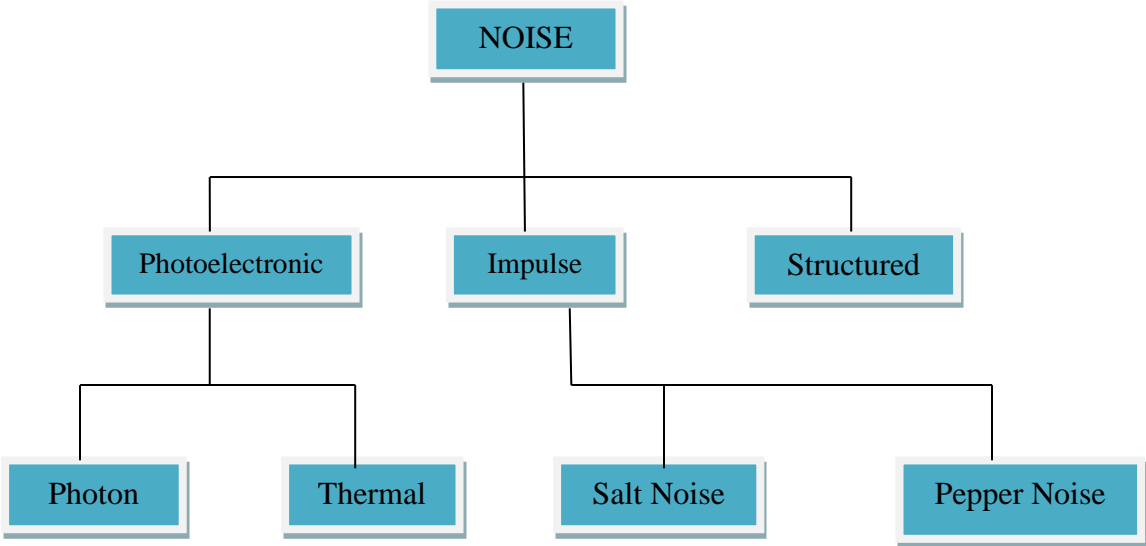 NOISE
Photoelectronic
Impulse
Structured
Photon
Thermal
Salt Noise
Pepper Noise